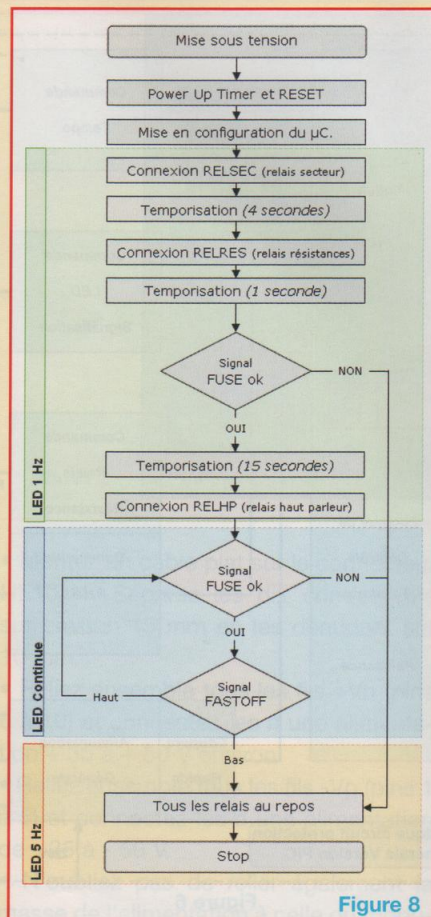 Mise sous tension
Power Up Timer et RESET
Mise en configuration du µC.
Connexion RELSEC (relais secteur)
Temporisation (4 secondes)
Connexion RELRES (relais résistances)
Temporisation (1 seconde)
Signal
FUSE ok
NON
OUI
Temporisation (15 secondes)
Connexion RELHP (relais haut parleur)
LED 1 Hz
Signal
FUSE ok
NON
OUI
Signal
FASTOFF
Haut
LED Continue
Bas
Tous les relais au repos
Stop
LED 5 Hz
Figure 8